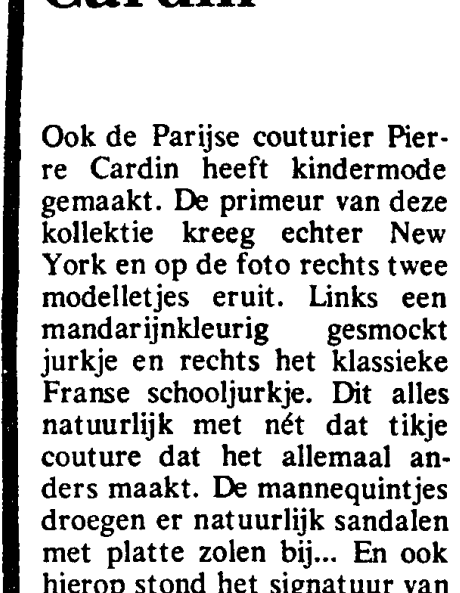 Cardin
Ook de Parijse couturier Pier-
re Cardin heeft kindermode
gemaakt. De primeur van deze
kollektie kreeg echter New
York en op de foto rechts twee
modelletjes eruit. Links een
mandarijnkleurig gesmockt
jurkje en rechts het klassieke
Franse schooljurkje. Dit alles
natuurlijk met nét dat tikje
couture dat het allemaal an-
ders maakt. De mannequintjes
droegen er natuurlijk sandalen
met platte zolen bij... En ook
hierop stond het signatuur van